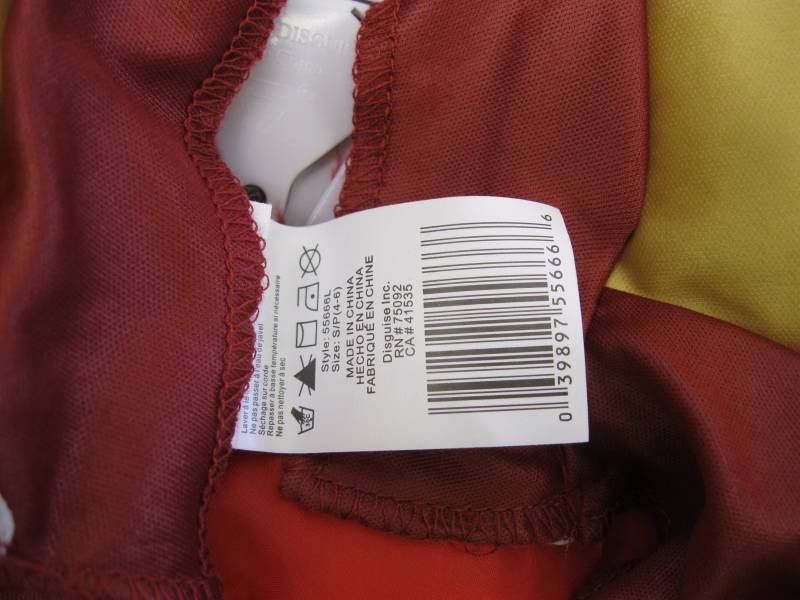 Laver à la
Ne pas passer à l'eau de javel
Séchage sur corde
Repasser à basse température si nécessaire
Ne pas nettoyer à sec
Style: 55666L
Size: S/P(4-6)
MADE IN CHINA
HECHO EN CHINA
FABRIQUÉ EN CHINE
Disguise Inc.
RN # 75092
CA # 41535
0 39897 55666 6